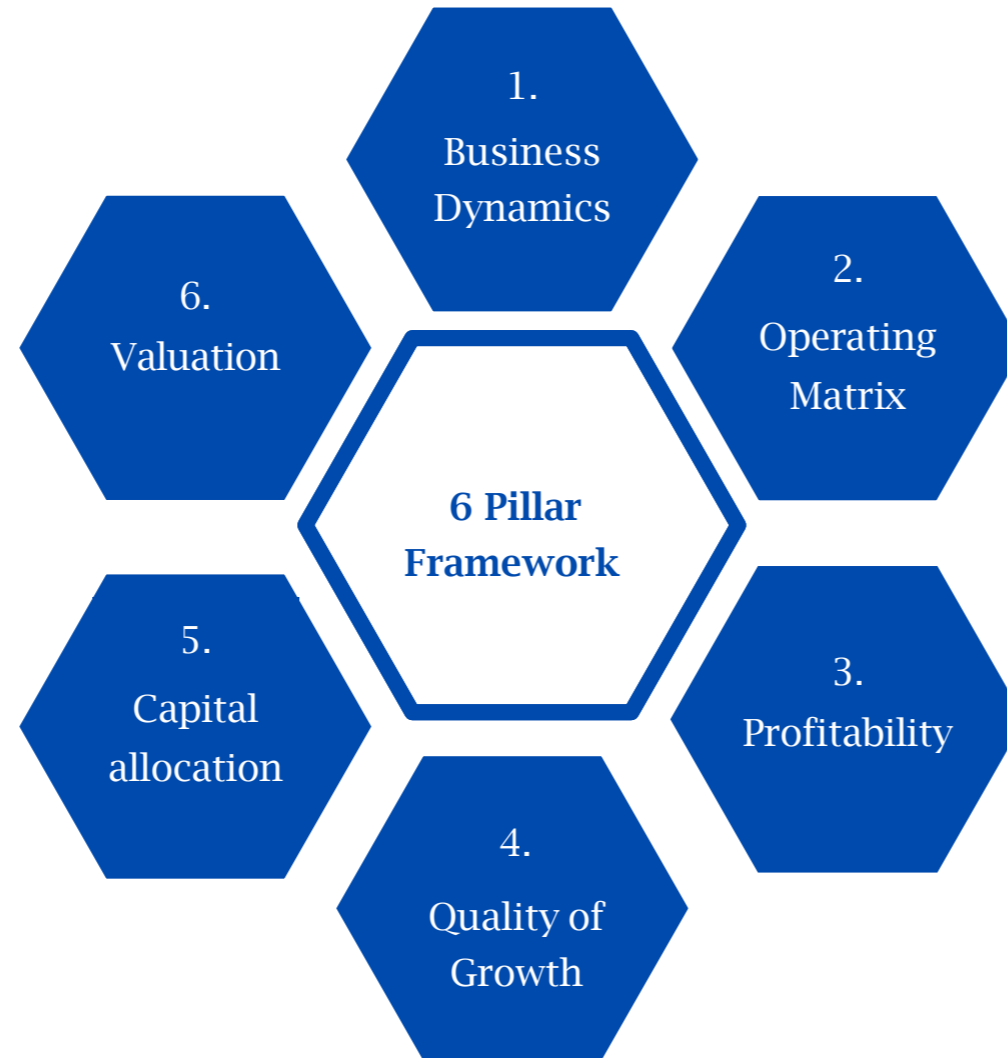 1.
Business
Dynamics
2.
Operating
Matrix
3.
Profitability
4.
Quality of
Growth
5.
Capital
allocation
6.
Valuation
6 Pillar
Framework